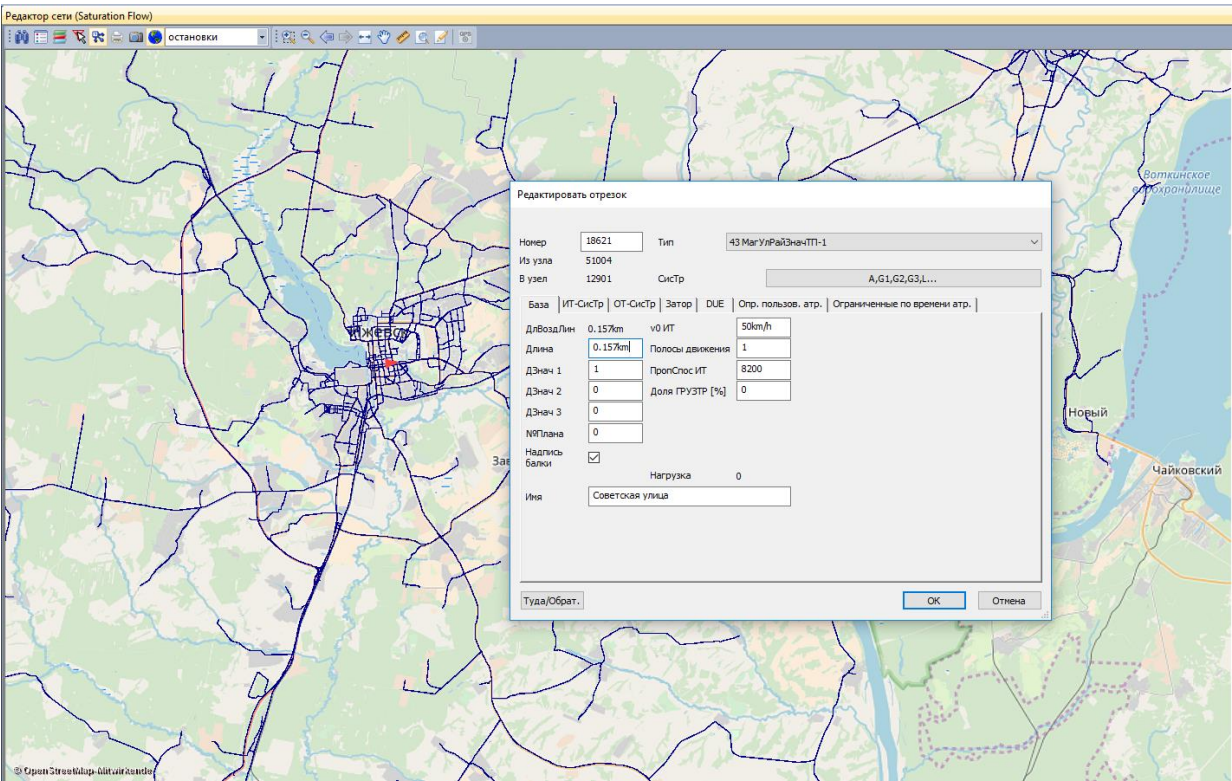 Редактор сети (Saturation Flow)
остановки
Воткинское
водохранилище
Редактировать отрезок
Номер 18621 Тип 43 МагУлРайЗначТП-1
Из узла 51004
В узел 12901 СисТр A,G1,G2,G3,L...
База ИТ-СисТр ОТ-СисТр Затор DUE Опр. пользов. атр. Ограниченные по времени атр.
ДлВоздЛин 0.157km v0 ИТ 50km/h
Длина 0.157km Полосы движения 1
ДЗнач 1 1 ПропСпос ИТ 8200
ДЗнач 2 0 Доля ГРУЗТР [%] 0
ДЗнач 3 0
№Плана 0
Надпись
балки
Нагрузка 0
Имя Советская улица
Туда/Обрат. ОК Отмена
Ижевск
Новый
Чайковский
© OpenStreetMap-Mitwirkende